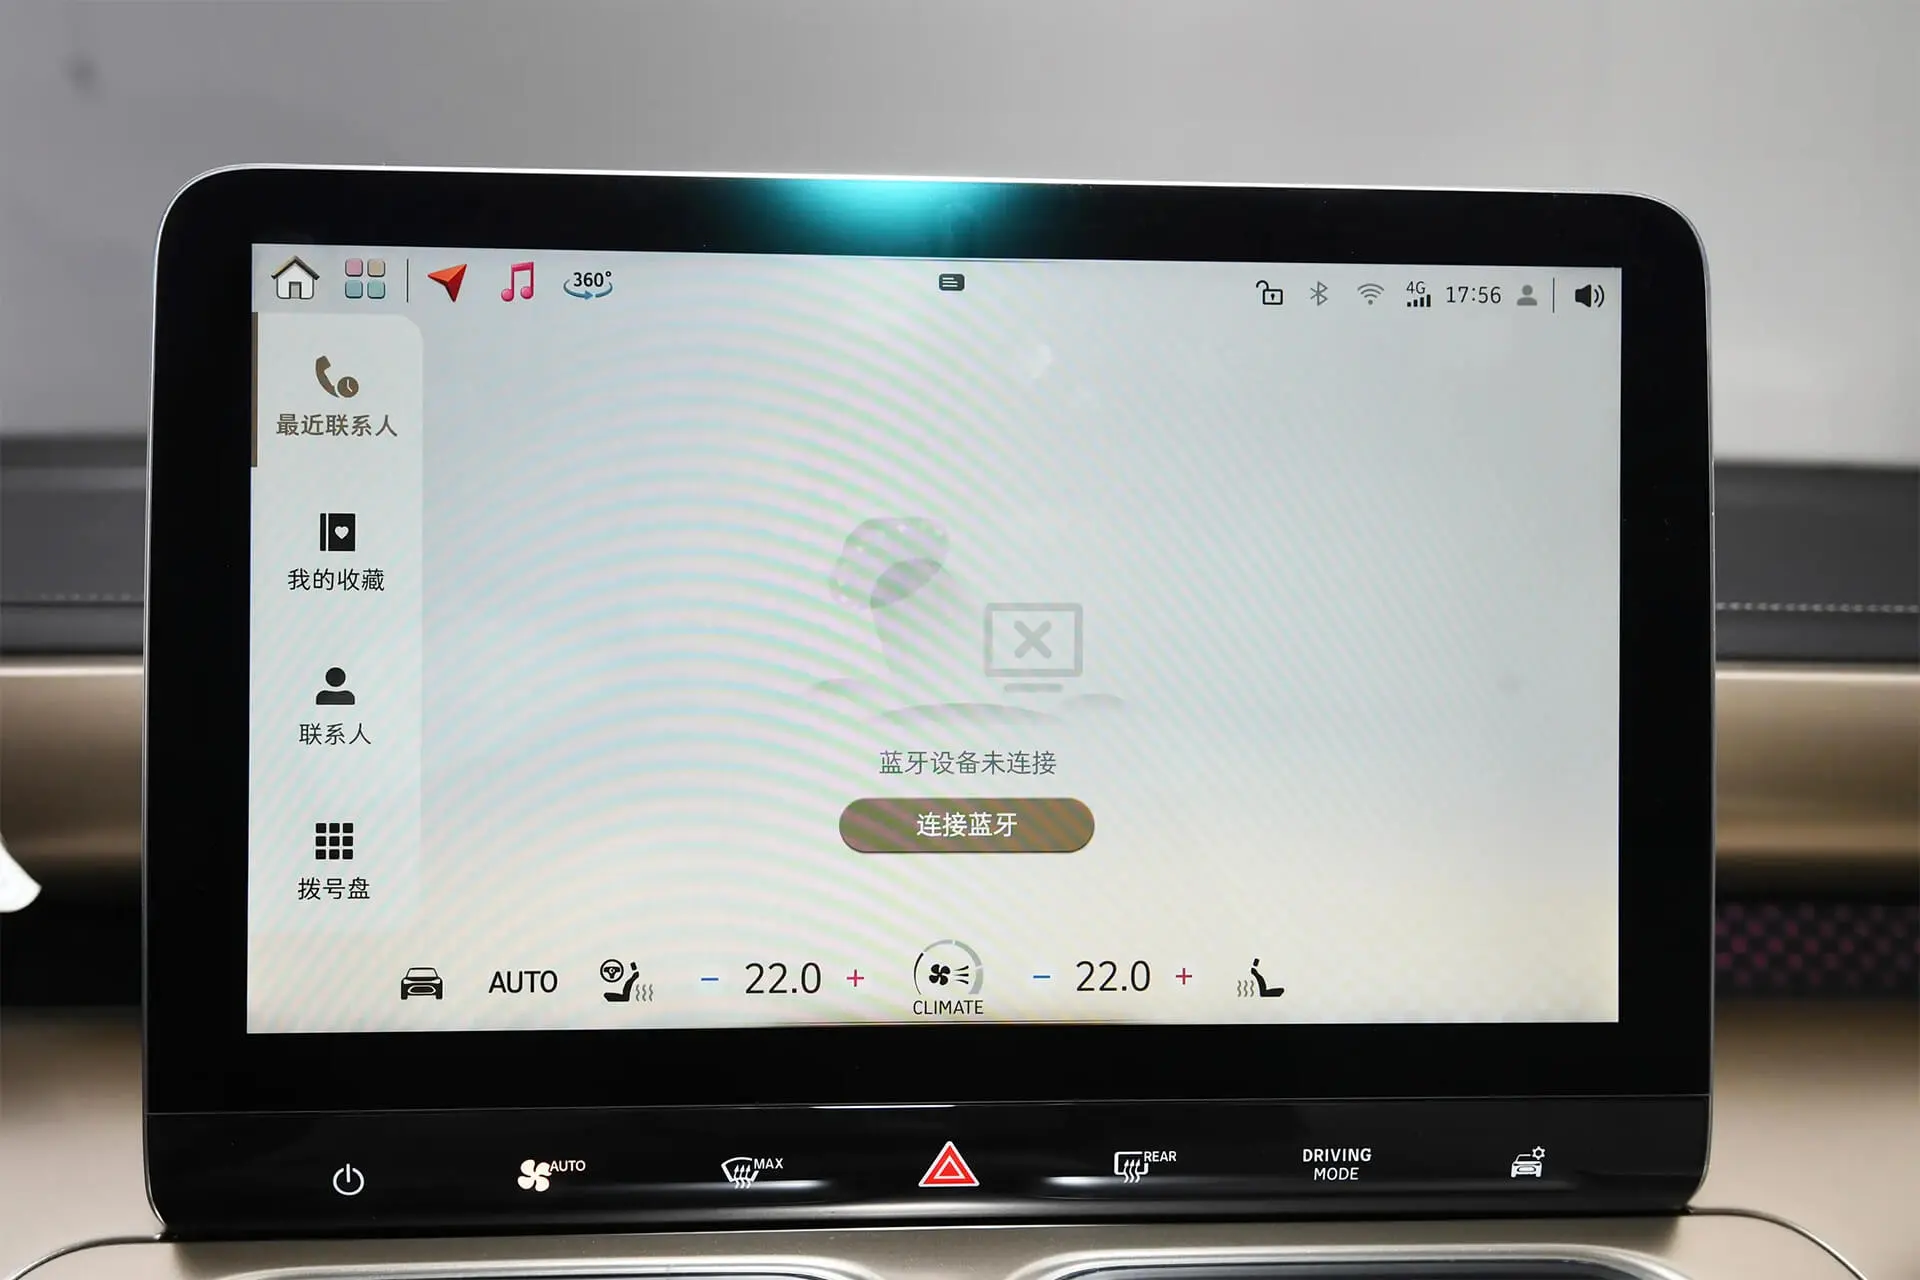 360°
4G
17:56
最近联系人
我的收藏
联系人
拨号盘
蓝牙设备未连接
连接蓝牙
AUTO
− 22.0 +
CLIMATE
− 22.0 +
AUTO
MAX
REAR
DRIVING
MODE